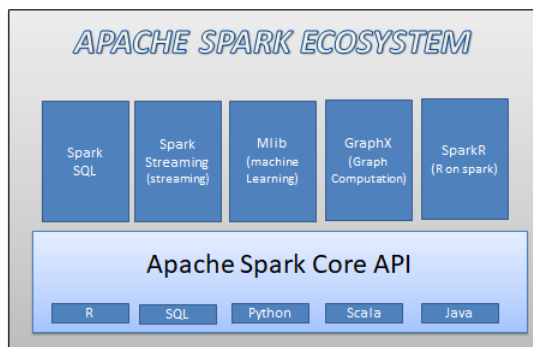 APACHE SPARK ECOSYSTEM
Spark
SQL
Spark
Streaming
(streaming)
Mlib
(machine
Learning)
GraphX
(Graph
Computation)
SparkR
(R on spark)
Apache Spark Core API
R
SQL
Python
Scala
Java